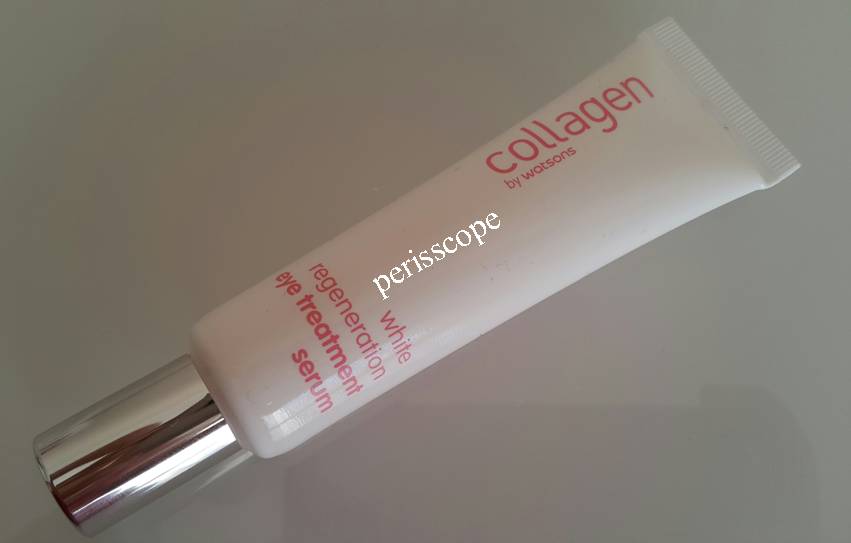 collagen
by watsons
perisscope
white
regeneration
eye treatment
serum